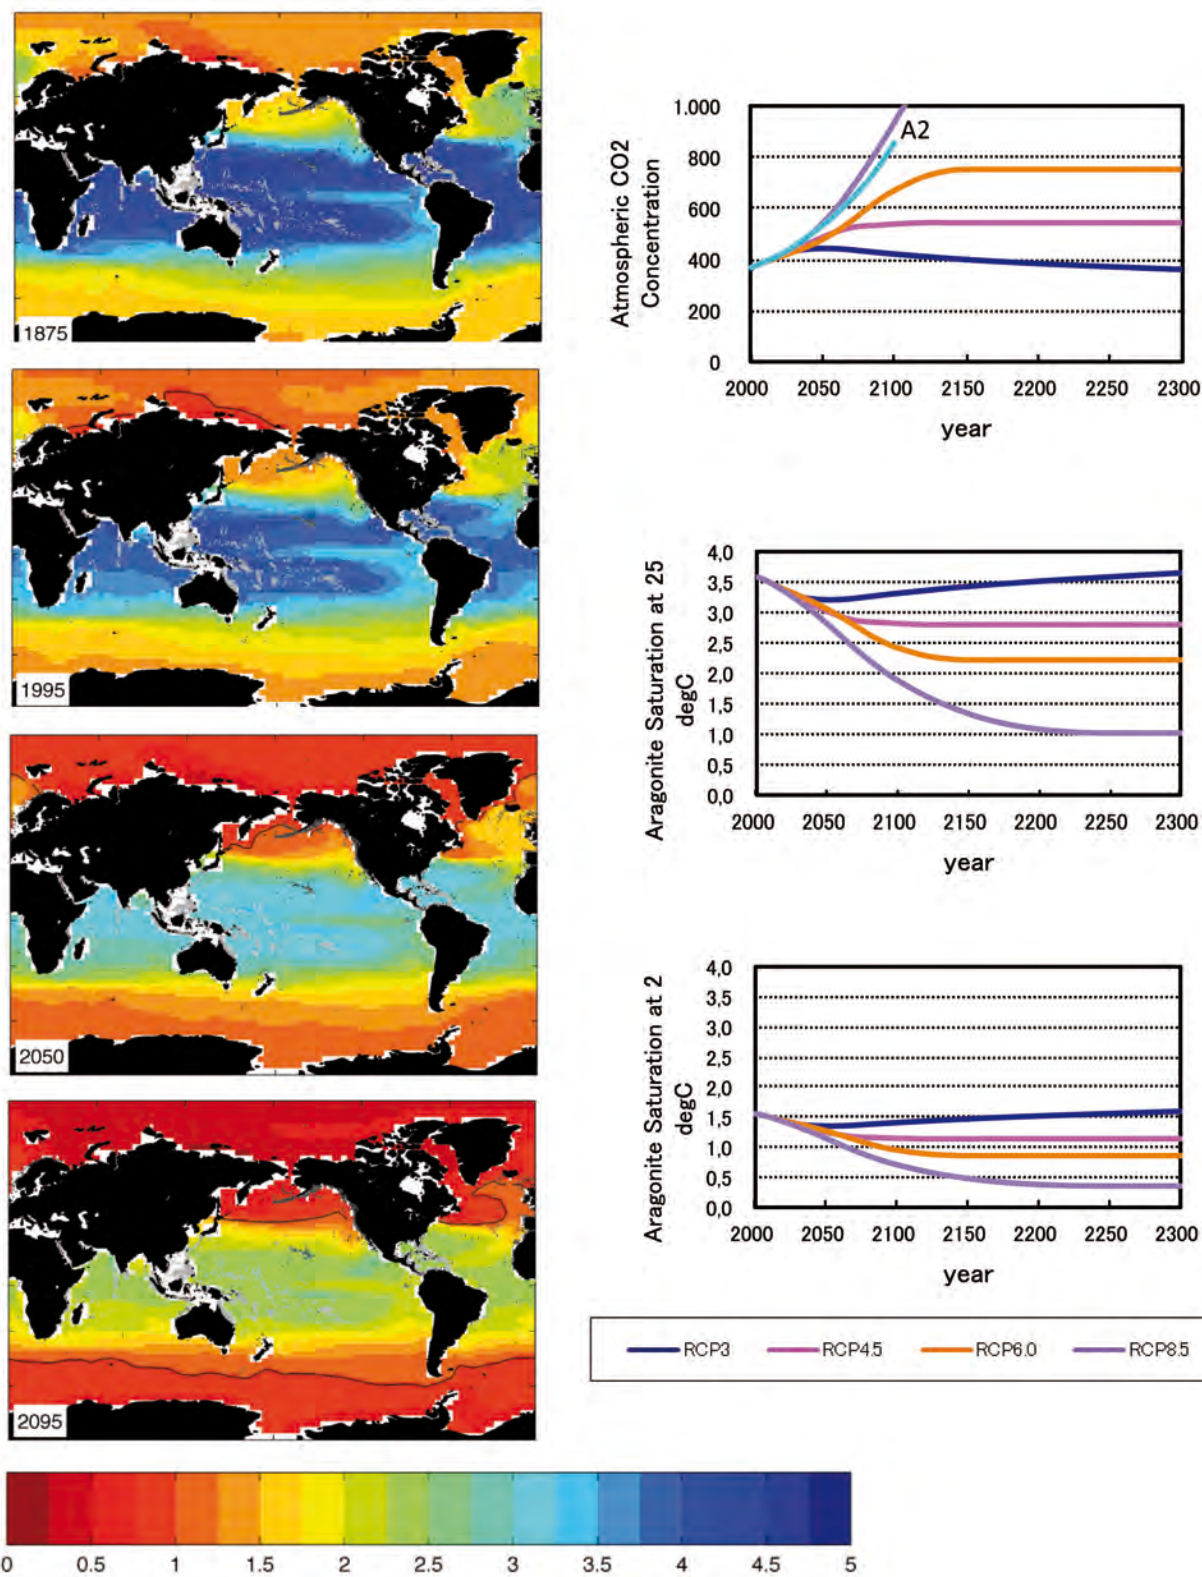 1875
1995
2050
2095
0 0.5 1 1.5 2 2.5 3 3.5 4 4.5 5
Atmospheric CO2
Concentration
1.000
800
600
400
200
0
A2
2000 2050 2100 2150 2200 2250 2300
year
Aragonite Saturation at 25
degC
4,0
3,5
3,0
2,5
2,0
1,5
1,0
0,5
0,0
2000 2050 2100 2150 2200 2250 2300
year
Aragonite Saturation at 2
degC
4,0
3,5
3,0
2,5
2,0
1,5
1,0
0,5
0,0
2000 2050 2100 2150 2200 2250 2300
year
RCP3 RCP4.5 RCP6.0 RCP8.5